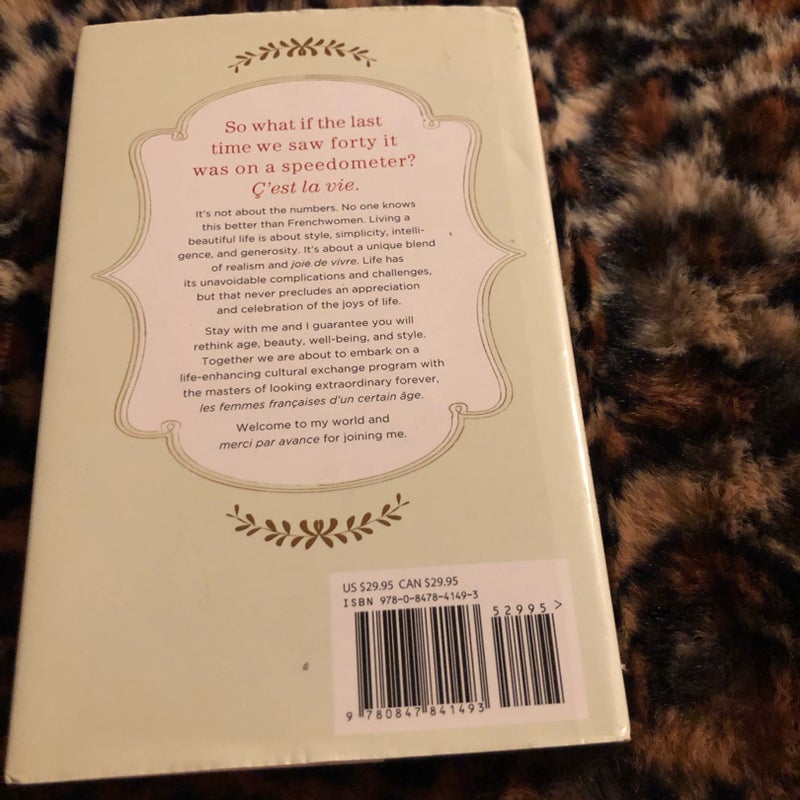 So what if the last
time we saw forty it
was on a speedometer?
Ç'est la vie.
It's not about the numbers. No one knows
this better than Frenchwomen. Living a
beautiful life is about style, simplicity, intelli-
gence, and generosity. It's about a unique blend
of realism and joie de vivre. Life has
its unavoidable complications and challenges,
but that never precludes an appreciation
and celebration of the joys of life.
Stay with me and I guarantee you will
rethink age, beauty, well-being, and style.
Together we are about to embark on a
life-enhancing cultural exchange program with
the masters of looking extraordinary forever,
les femmes françaises d'un certain âge.
Welcome to my world and
merci par avance for joining me.
US $29.95 CAN $29.95
ISBN 978-0-8478-4149-3
52995>
9 780847 841493